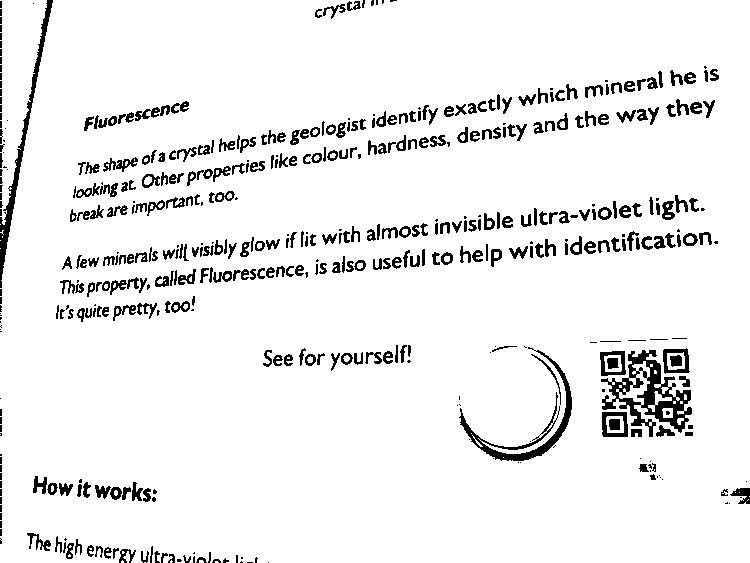 crystal in
Fluorescence
The shape of a crystal helps the geologist identify exactly which mineral he is
looking at. Other properties like colour, hardness, density and the way they
break are important, too.
A few minerals will visibly glow if lit with almost invisible ultra-violet light.
This property, called Fluorescence, is also useful to help with identification.
It's quite pretty, too!
See for yourself!
How it works:
The high energy ultra-violet